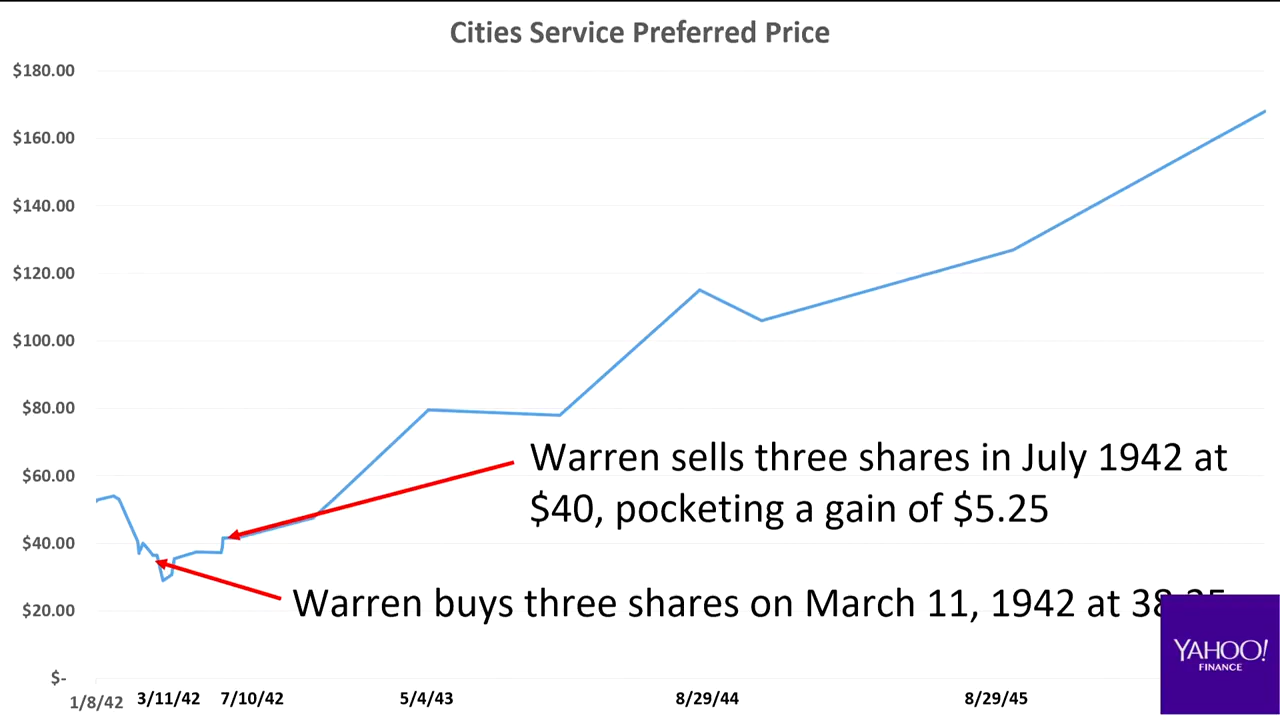 Cities Service Preferred Price
$180.00
$160.00
$140.00
$120.00
$100.00
$80.00
$60.00
$40.00
$20.00
$-
Warren sells three shares in July 1942 at
$40, pocketing a gain of $5.25
Warren buys three shares on March 11, 1942 at
1/8/42 3/11/42 7/10/42 5/4/43 8/29/44 8/29/45
YAHOO!
FINANCE